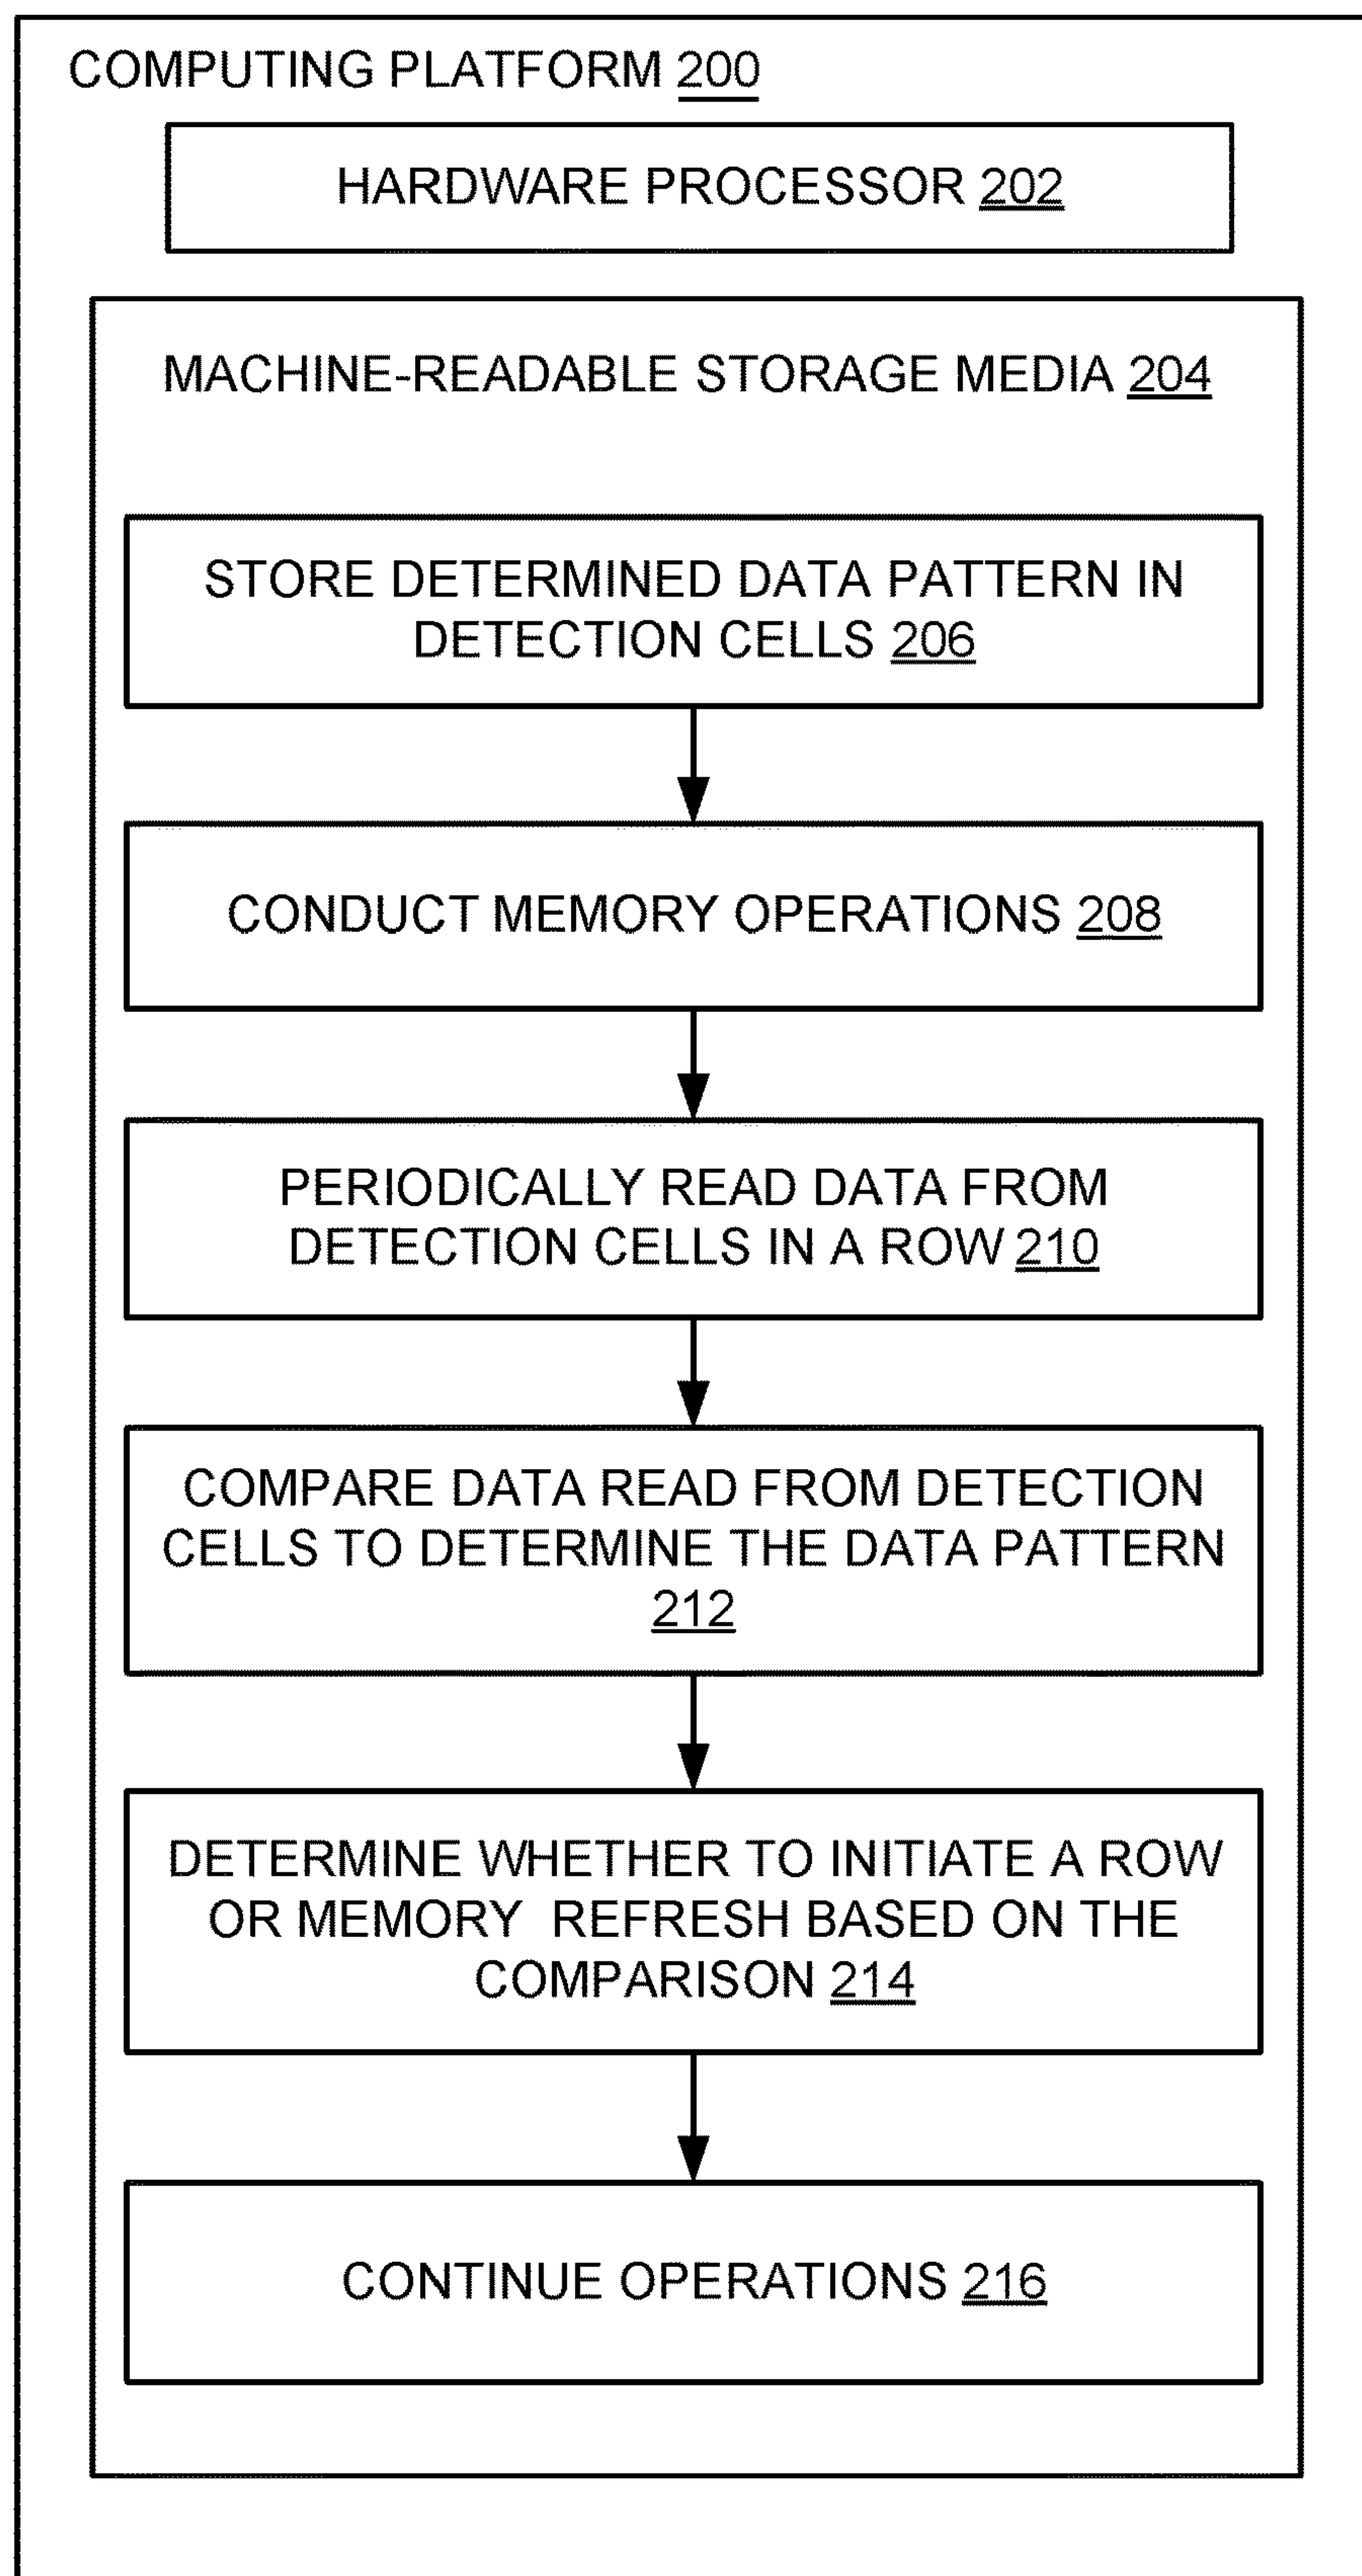 COMPUTING PLATFORM 200
HARDWARE PROCESSOR 202
MACHINE-READABLE STORAGE MEDIA 204
STORE DETERMINED DATA PATTERN IN
DETECTION CELLS 206
CONDUCT MEMORY OPERATIONS 208
PERIODICALLY READ DATA FROM
DETECTION CELLS IN A ROW 210
COMPARE DATA READ FROM DETECTION
CELLS TO DETERMINE THE DATA PATTERN
212
DETERMINE WHETHER TO INITIATE A ROW
OR MEMORY REFRESH BASED ON THE
COMPARISON 214
CONTINUE OPERATIONS 216